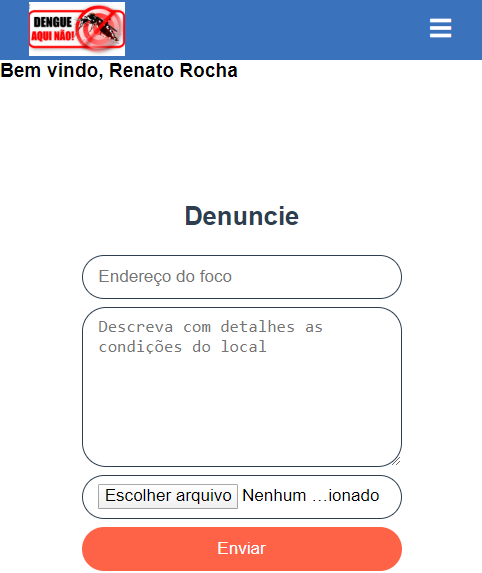 DENGUE
AQUI NÃO!
Bem vindo, Renato Rocha
Denuncie
Endereço do foco
Descreva com detalhes as
condições do local
Escolher arquivo Nenhum …ionado
Enviar